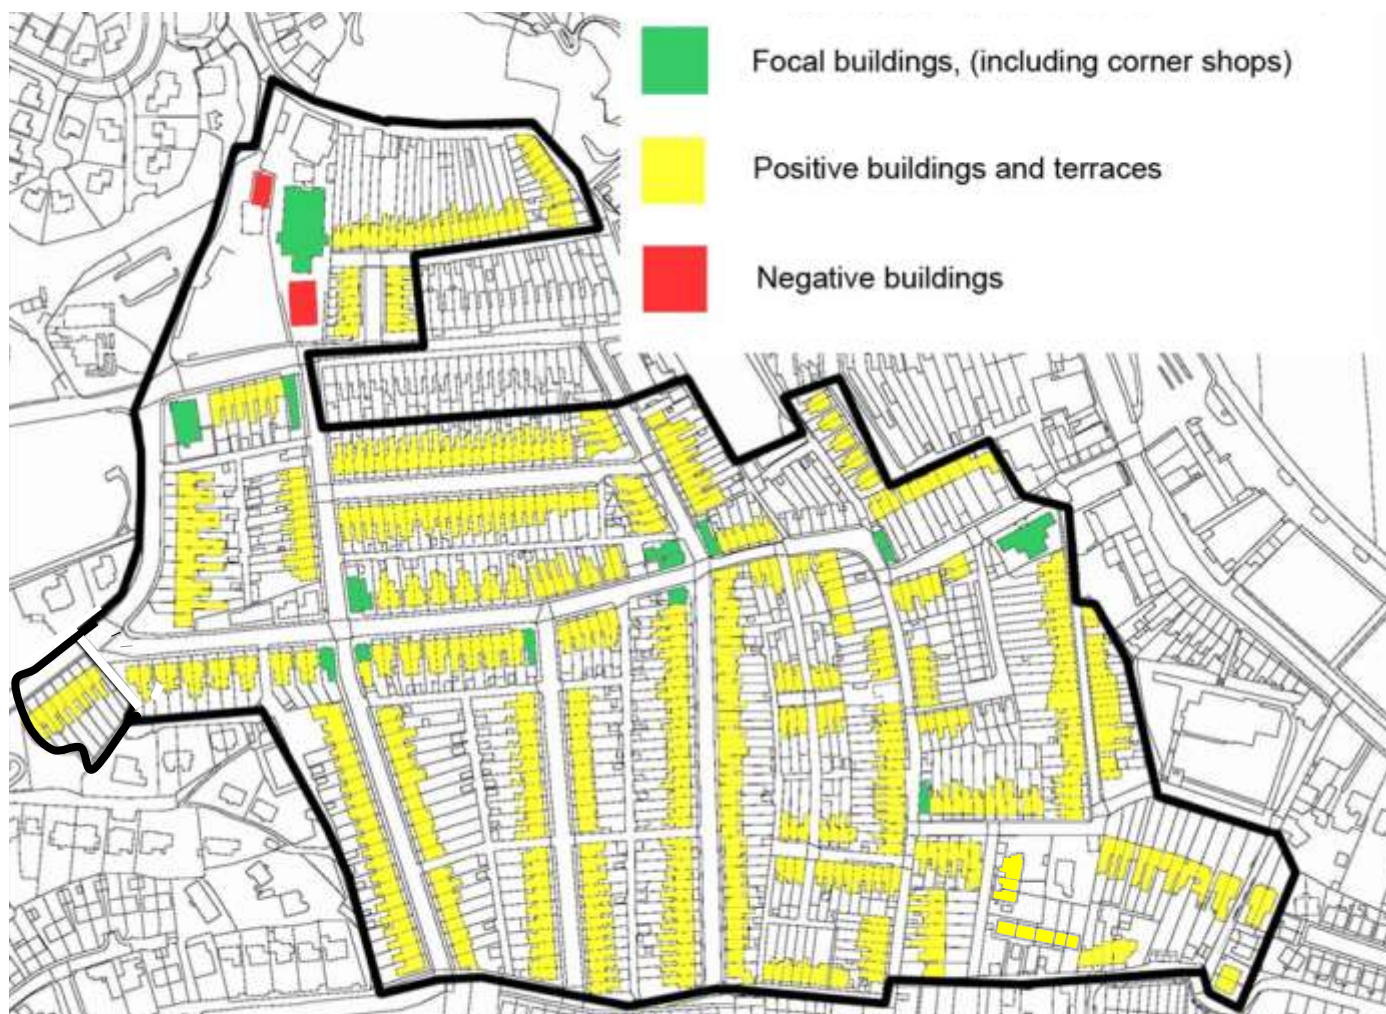 Focal buildings, (including corner shops)
Positive buildings and terraces
Negative buildings